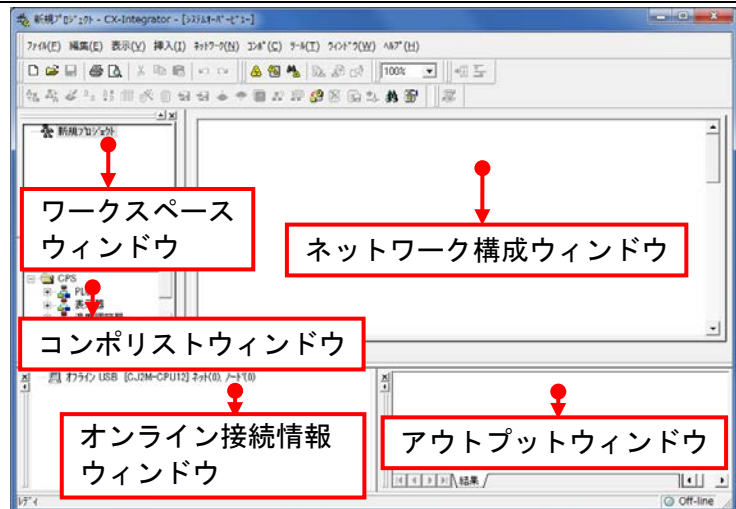 新規ﾌﾟﾛｼﾞｪｸﾄ - CX-Integrator - [ｼｽﾃﾑｵｰﾊﾞｰﾋﾞｭｰ1]
ﾌｧｲﾙ(F) 編集(E) 表示(V) 挿入(I) ﾈｯﾄﾜｰｸ(N) ｺﾝﾎﾟ(C) ﾂｰﾙ(T) ｳｨﾝﾄﾞｳ(W) ﾍﾙﾌﾟ(H)
100%
新規ﾌﾟﾛｼﾞｪｸﾄ
ワークスペース
ウィンドウ
ネットワーク構成ウィンドウ
CPS
表示器
コンポリストウィンドウ
ｵﾌﾗｲﾝ USB [CJ2M-CPU12] ﾈｯﾄ(0), ﾉｰﾄﾞ(0)
オンライン接続情報
ウィンドウ
アウトプットウィンドウ
結果
ﾚﾃﾞｨ
Off-line